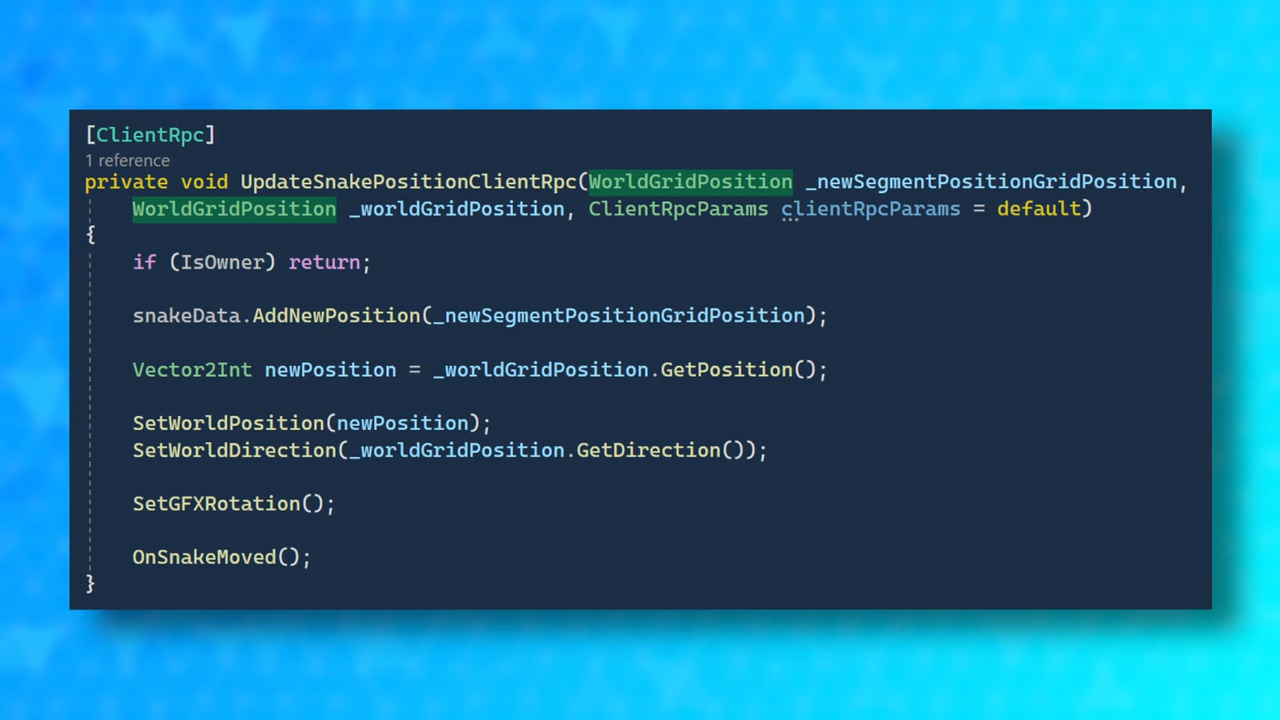 [ClientRpc]
1 reference
private void UpdateSnakePositionClientRpc(WorldGridPosition _newSegmentPositionGridPosition,
WorldGridPosition _worldGridPosition, ClientRpcParams clientRpcParams = default)
{
if (IsOwner) return;
snakeData.AddNewPosition(_newSegmentPositionGridPosition);
Vector2Int newPosition = _worldGridPosition.GetPosition();
SetWorldPosition(newPosition);
SetWorldDirection(_worldGridPosition.GetDirection());
SetGFXRotation();
OnSnakeMoved();
}